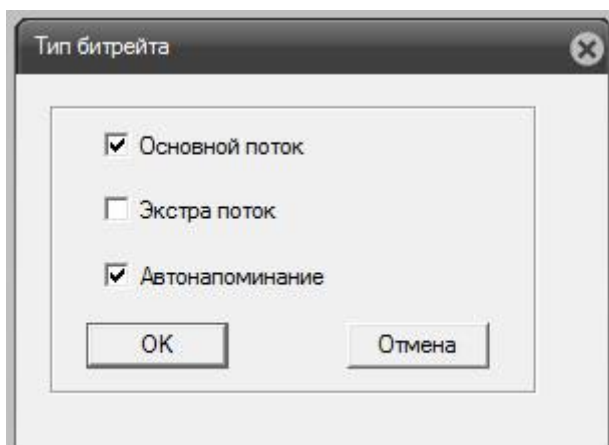 Тип битрейта
Основной поток
Экстра поток
Автонапоминание
OK
Отмена